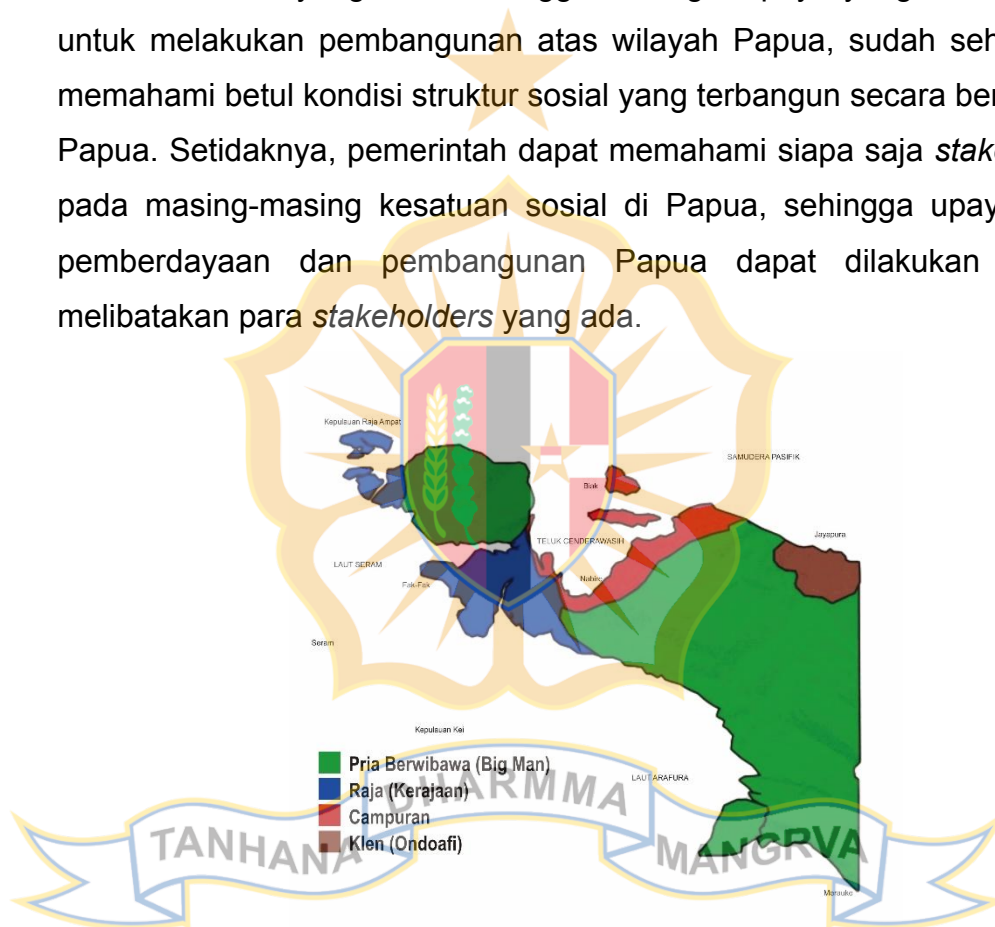 untuk melakukan pembangunan atas wilayah Papua, sudah seh
memahami betul kondisi struktur sosial yang terbangun secara ber
Papua. Setidaknya, pemerintah dapat memahami siapa saja stak
pada masing-masing kesatuan sosial di Papua, sehingga upay
pemberdayaan dan pembangunan Papua dapat dilakukan
melibatakan para stakeholders yang ada.
Kepulauan Raja Ampat
SAMUDERA PASIFIK
Biak
Jayapura
TELUK CENDERAWASIH
LAUT SERAM
Nabire
Fak-Fak
Seram
Kepulauan Kei
Pria Berwibawa (Big Man)
Raja (Kerajaan)
LAUT ARAFURA
Campuran
Klen (Ondoafi)
Merauke
TANHANA DHARMMA MANGRVA